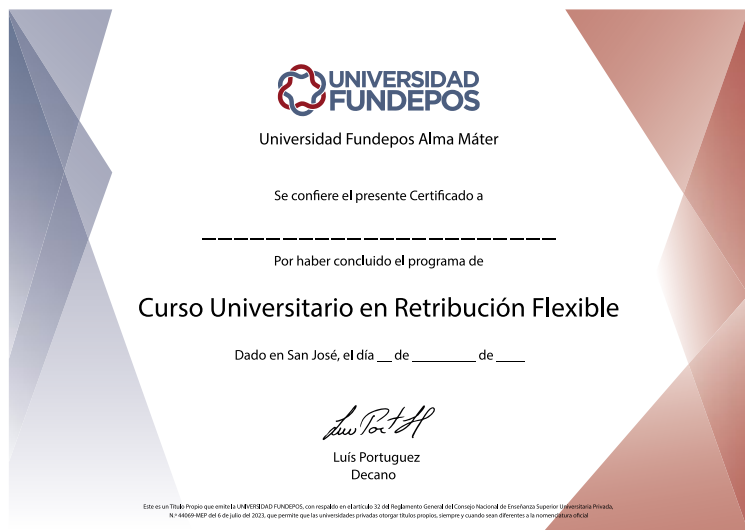 UNIVERSIDAD
FUNDEPOS
Universidad Fundepos Alma Máter
Se confiere el presente Certificado a
______________________
Por haber concluido el programa de
Curso Universitario en Retribución Flexible
Dado en San José, el día __ de ________ de ____
Luís Portuguez
Decano
Este es un Título Propio que emite la UNIVERSIDAD FUNDEPOS, con respaldo en el artículo 32 del Reglamento General del Consejo Nacional de Enseñanza Superior Universitaria Privada,
N.º 44069-MEP del 6 de julio del 2023, que permite que las universidades privadas otorgar títulos propios, siempre y cuando sean diferentes a la nomenclatura oficial